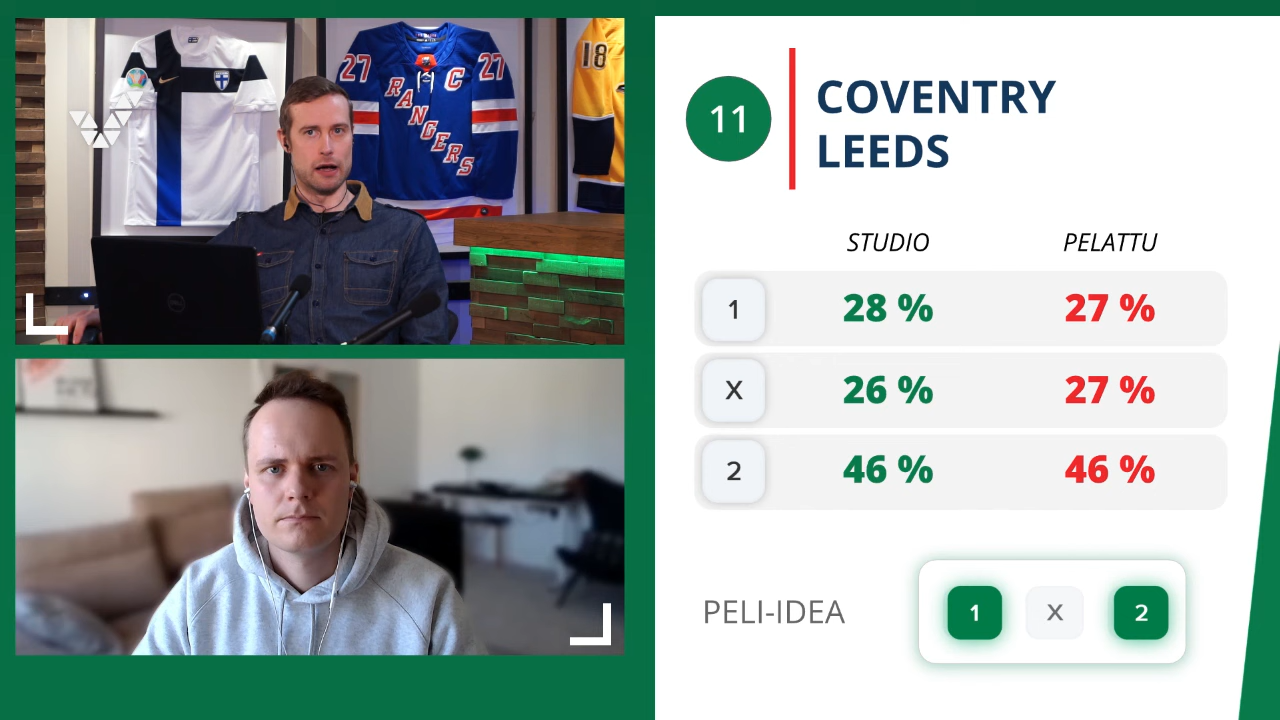 27
C
27
RANGERS
18
DELL
11
COVENTRY
LEEDS
STUDIO
PELATTU
1
28 %
27 %
X
26 %
27 %
2
46 %
46 %
PELI-IDEA
1
X
2